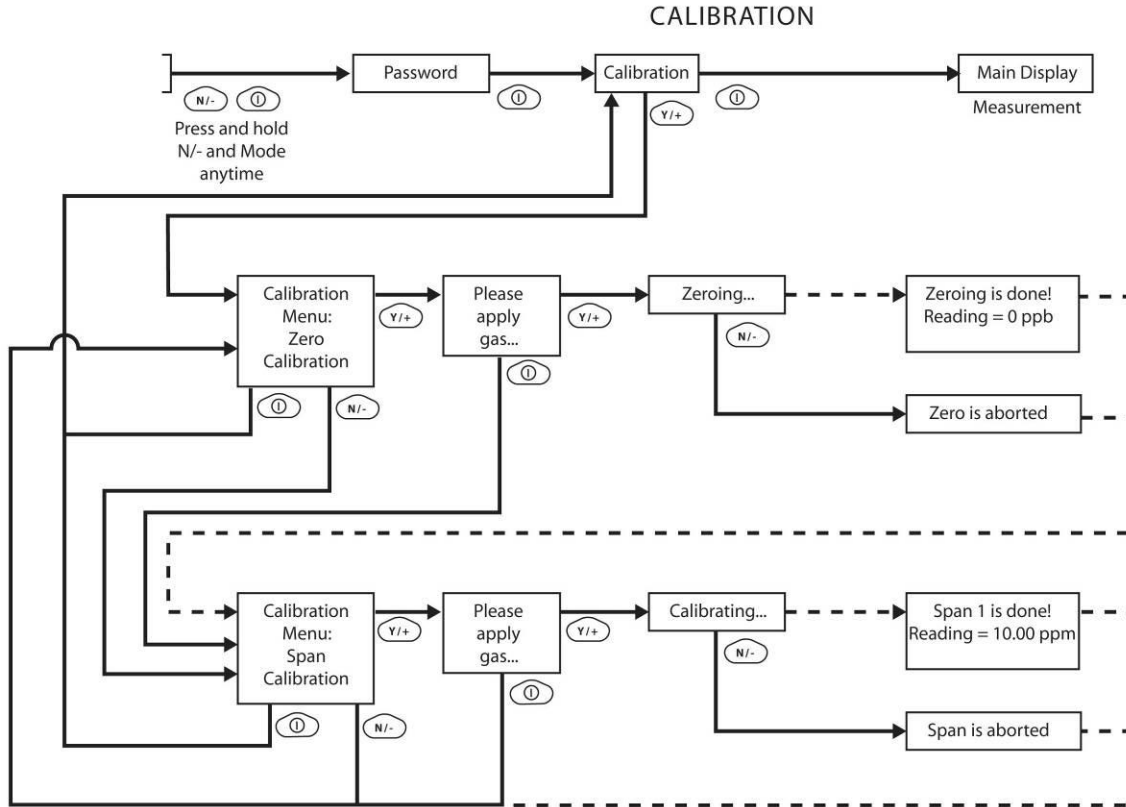 CALIBRATION
Password
Calibration
Main Display
N/-
Y/+
Measurement
Press and hold
N/- and Mode
anytime
Calibration
Menu:
Zero
Calibration
Y/+
Please
apply
gas...
Y/+
Zeroing...
Zeroing is done!
Reading = 0 ppb
N/-
N/-
Zero is aborted
Calibration
Menu:
Span
Calibration
Y/+
Please
apply
gas...
Y/+
Calibrating...
Span 1 is done!
Reading = 10.00 ppm
N/-
N/-
Span is aborted